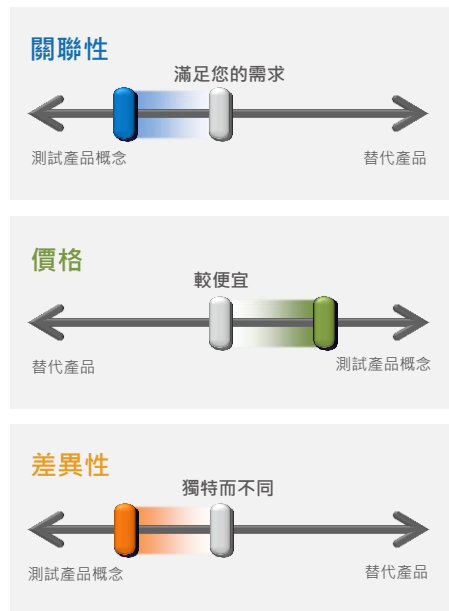 關聯性
滿足您的需求
測試產品概念
替代產品
價格
較便宜
替代產品
測試產品概念
差異性
獨特而不同
測試產品概念
替代產品